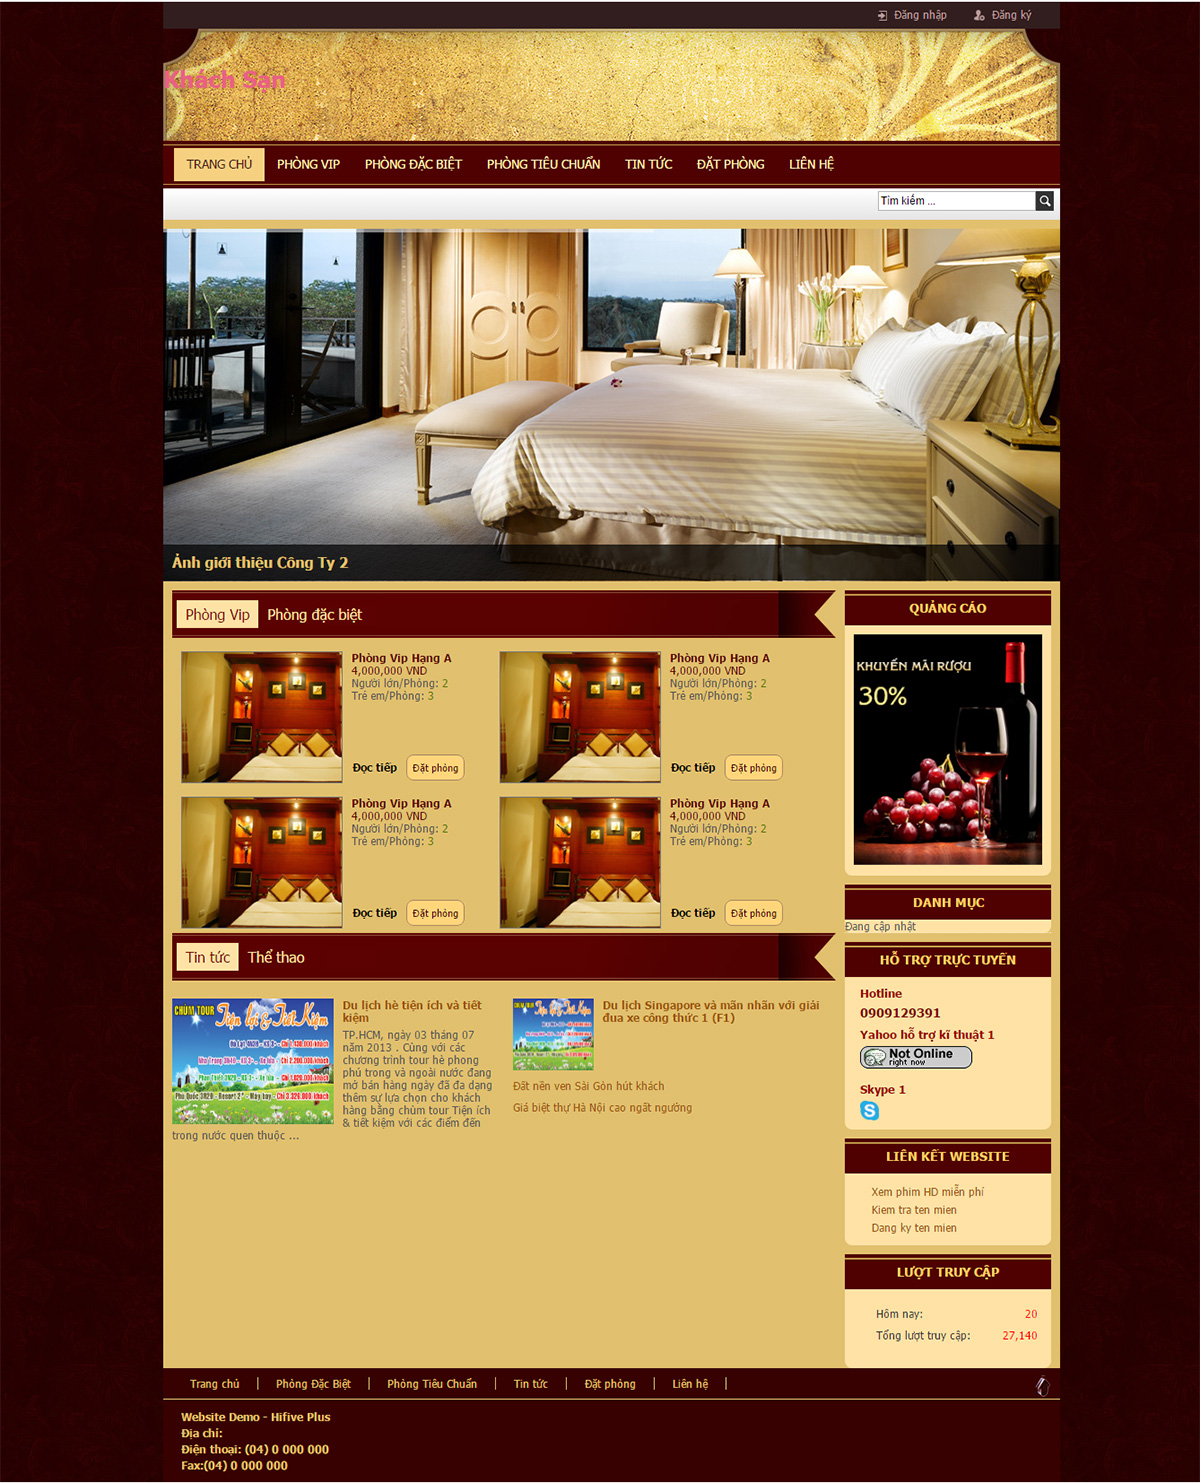 Đăng nhập Đăng ký
Khách Sạn
TRANG CHỦ PHÒNG VIP PHÒNG ĐẶC BIỆT PHÒNG TIÊU CHUẨN TIN TỨC ĐẶT PHÒNG LIÊN HỆ
Tìm kiếm ...
Ảnh giới thiệu Công Ty 2
Phòng Vip Phòng đặc biệt
Phòng Vip Hạng A
4,000,000 VND
Người lớn/Phòng: 2
Trẻ em/Phòng: 3
Đọc tiếp Đặt phòng
Phòng Vip Hạng A
4,000,000 VND
Người lớn/Phòng: 2
Trẻ em/Phòng: 3
Đọc tiếp Đặt phòng
Phòng Vip Hạng A
4,000,000 VND
Người lớn/Phòng: 2
Trẻ em/Phòng: 3
Đọc tiếp Đặt phòng
Phòng Vip Hạng A
4,000,000 VND
Người lớn/Phòng: 2
Trẻ em/Phòng: 3
Đọc tiếp Đặt phòng
Tin tức Thể thao
CHÙM TOUR Tiện lợi & Tiết Kiệm
Du lịch hè tiện ích và tiết
kiệm
TP.HCM, ngày 03 tháng 07
năm 2013 . Cùng với các
chương trình tour hè phong
phú trong và ngoài nước đang
mở bán hàng ngày đã đa dạng
thêm sự lựa chọn cho khách
hàng bằng chùm tour Tiện ích
& tiết kiệm với các điểm đến
trong nước quen thuộc ...
Du lịch Singapore và mãn nhãn với giải
đua xe công thức 1 (F1)
Đất nền ven Sài Gòn hút khách
Giá biệt thự Hà Nội cao ngất ngưởng
QUẢNG CÁO
KHUYẾN MÃI RƯỢU
30%
DANH MỤC
Đang cập nhật
HỖ TRỢ TRỰC TUYẾN
Hotline
0909129391
Yahoo hỗ trợ kĩ thuật 1
Not Online
right now
Skype 1
LIÊN KẾT WEBSITE
Xem phim HD miễn phí
Kiem tra ten mien
Dang ky ten mien
LƯỢT TRUY CẬP
Hôm nay: 20
Tổng lượt truy cập: 27,140
Trang chủ Phòng Đặc Biệt Phòng Tiêu Chuẩn Tin tức Đặt phòng Liên hệ
Website Demo - Hifive Plus
Địa chỉ:
Điện thoại: (04) 0 000 000
Fax:(04) 0 000 000